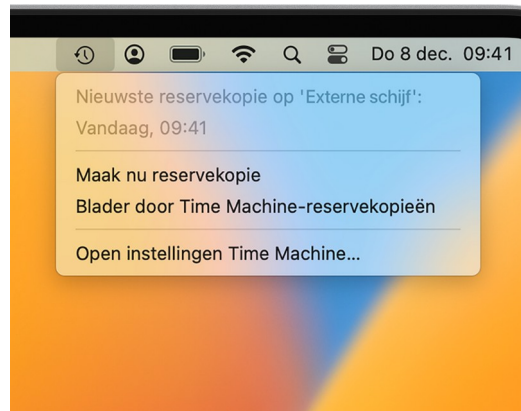 Do 8 dec. 09:41
Nieuwste reservekopie op 'Externe schijf':
Vandaag, 09:41
Maak nu reservekopie
Blader door Time Machine-reservekopieën
Open instellingen Time Machine...